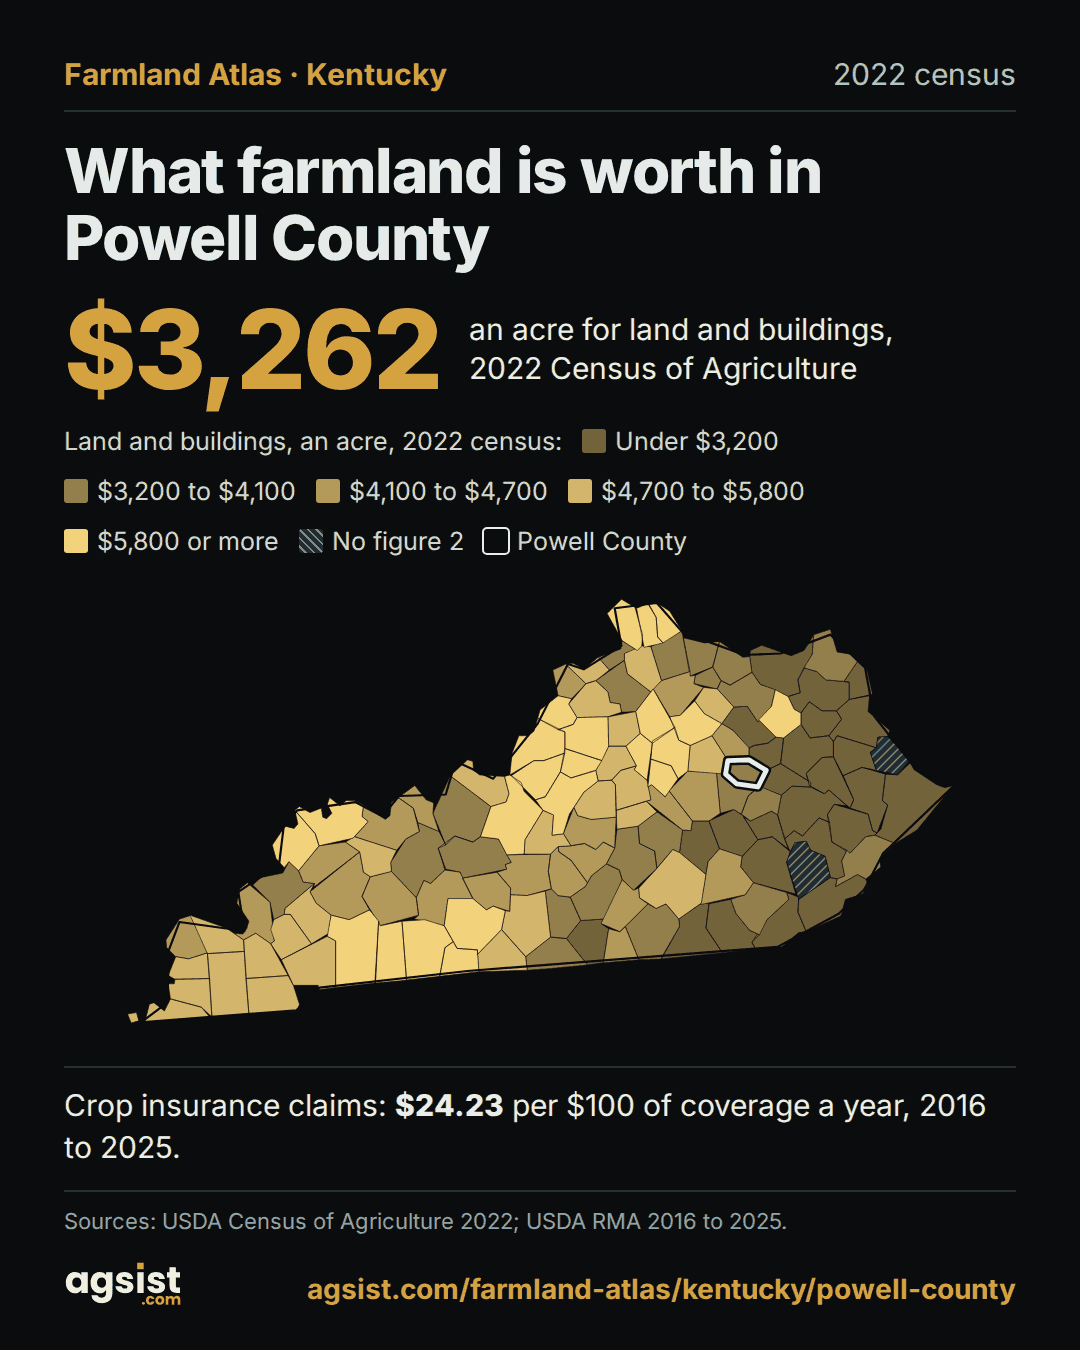 Farmland Atlas · Kentucky
2022 census
What farmland is worth in
Powell County
$3,262
an acre for land and buildings,
2022 Census of Agriculture
Land and buildings, an acre, 2022 census: Under $3,200
$3,200 to $4,100 $4,100 to $4,700 $4,700 to $5,800
$5,800 or more No figure 2 Powell County
Crop insurance claims: $24.23 per $100 of coverage a year, 2016
to 2025.
Sources: USDA Census of Agriculture 2022; USDA RMA 2016 to 2025.
agsist
.com
agsist.com/farmland-atlas/kentucky/powell-county